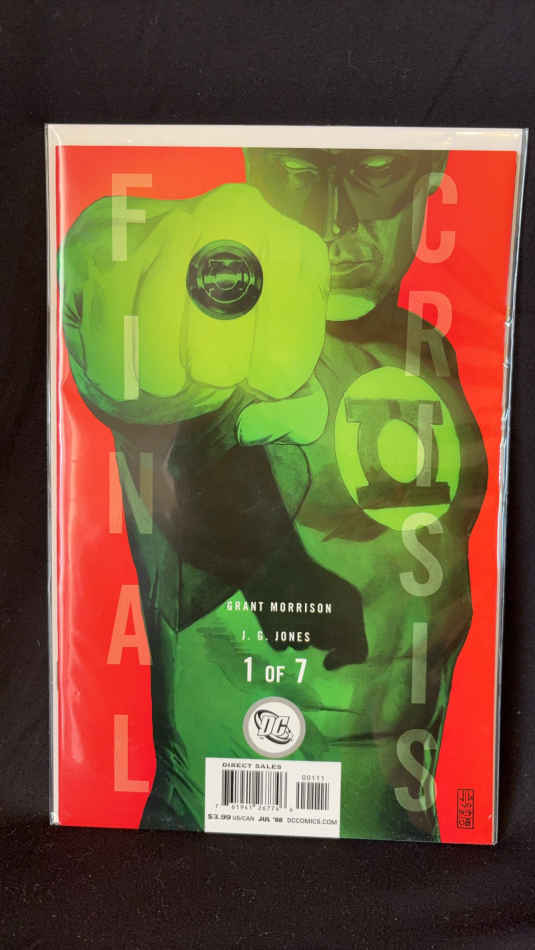 FINAL
CRISIS
GRANT MORRISON
J. G. JONES
1 OF 7
DC
DIRECT SALES
00111
$3.99 US/CAN JUL '08 DCCOMICS.COM